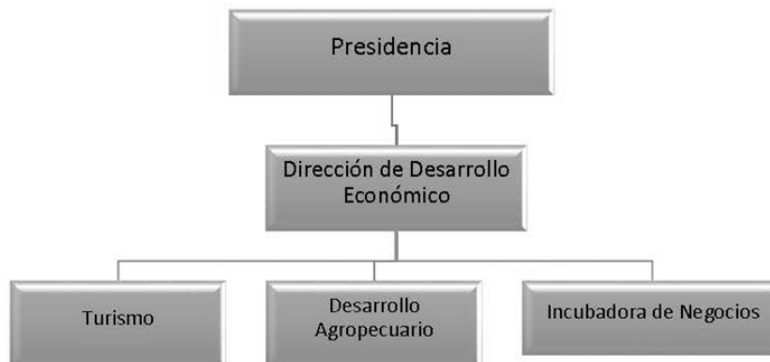 Presidencia
Dirección de Desarrollo
Económico
Turismo
Desarrollo
Agropecuario
Incubadora de Negocios